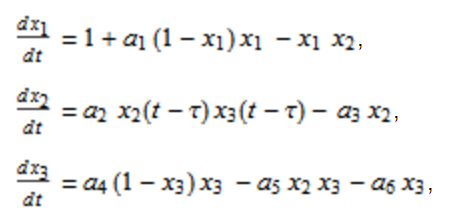 dx₁/dt = 1 + a₁ (1 − x₁) x₁ − x₁ x₂,
dx₂/dt = a₂ x₂(t − τ) x₃(t − τ) − a₃ x₂,
dx₃/dt = a₄ (1 − x₃) x₃ − a₅ x₂ x₃ − a₆ x₃,